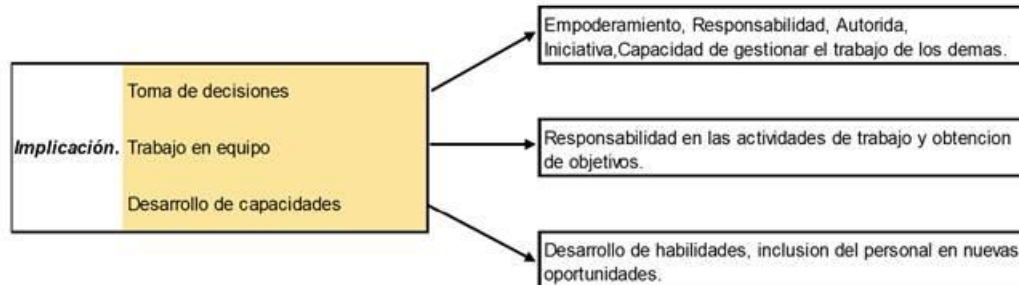 Empoderamiento, Responsabilidad, Autorida,
Iniciativa,Capacidad de gestionar el trabajo de los demas.
Toma de decisiones
Implicación.
Trabajo en equipo
Desarrollo de capacidades
Responsabilidad en las actividades de trabajo y obtencion
de objetivos.
Desarrollo de habilidades, inclusion del personal en nuevas
oportunidades.